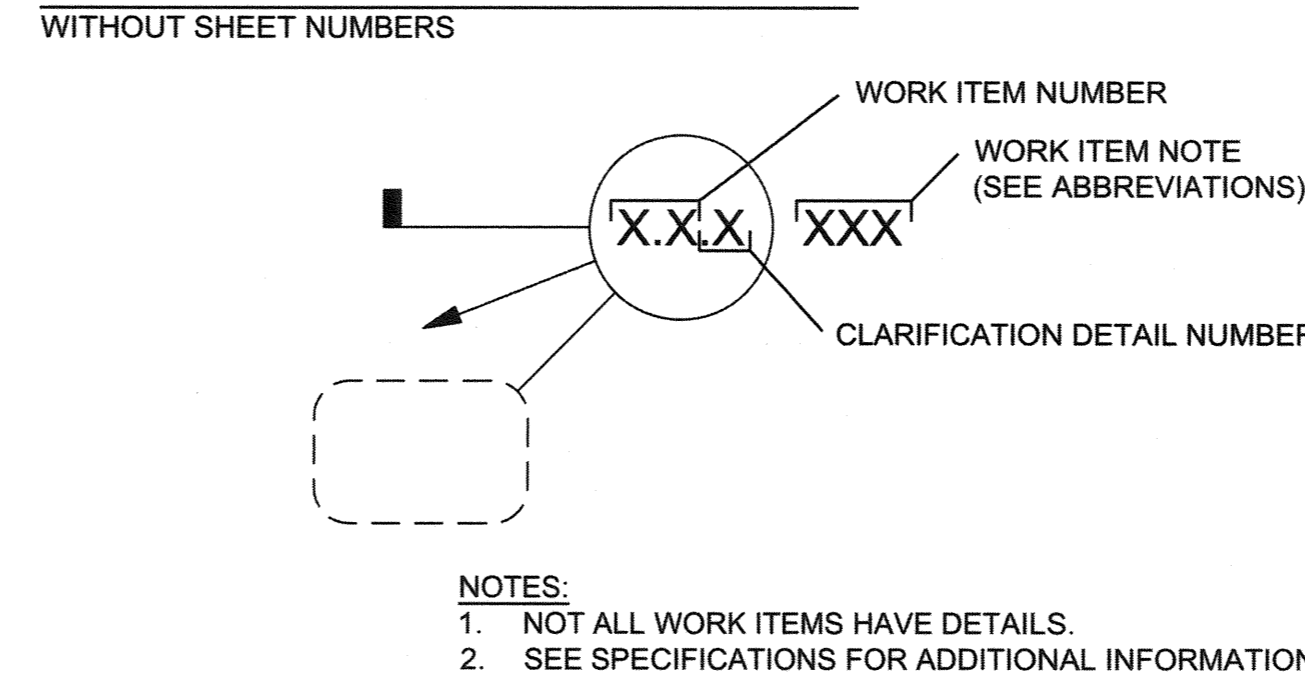 WITHOUT SHEET NUMBERS
WORK ITEM NUMBER
WORK ITEM NOTE
(SEE ABBREVIATIONS)
X.X.X XXX
CLARIFICATION DETAIL NUMBER
NOTES:
1. NOT ALL WORK ITEMS HAVE DETAILS.
2. SEE SPECIFICATIONS FOR ADDITIONAL INFORMATION